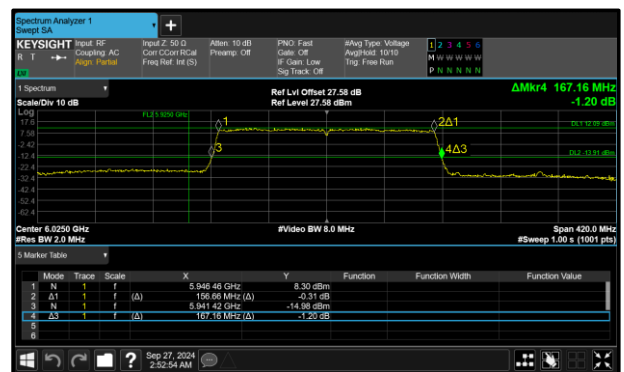 Spectrum Analyzer 1
Swept SA
KEYSIGHT Input: RF Input Z: 50 Ω Atten: 10 dB PNO: Fast #Avg Type: Voltage 1 2 3 4 5 6
R T Coupling: AC Corr CCorr RCal Preamp: Off Gate: Off Avg|Hold: 10/10 M W W W W W
Align: Partial Freq Ref: Int (S) IF Gain: Low Trig: Free Run
Sig Track: Off P N N N N N
1 Spectrum Ref Lvl Offset 27.58 dB ΔMkr4 167.16 MHz
Scale/Div 10 dB Ref Level 27.58 dBm -1.20 dB
Log
17.6 FL2 5.9250 GHz 1 2Δ1 DL1 12.09 dBm
7.58
-2.42
-12.4 3 4Δ3 DL2 -13.91 dBm
-22.4
-32.4
-42.4
-52.4
-62.4
Center 6.0250 GHz #Video BW 8.0 MHz Span 420.0 MHz
#Res BW 2.0 MHz #Sweep 1.00 s (1001 pts)
5 Marker Table
Mode Trace Scale X Y Function Function Width Function Value
1 N 1 f 5.946 46 GHz 8.30 dBm
2 Δ1 1 f (Δ) 156.66 MHz (Δ) -0.31 dB
3 N 1 f 5.941 42 GHz -14.98 dBm
4 Δ3 1 f (Δ) 167.16 MHz (Δ) -1.20 dB
5
6
? Sep 27, 2024
2:52:54 AM